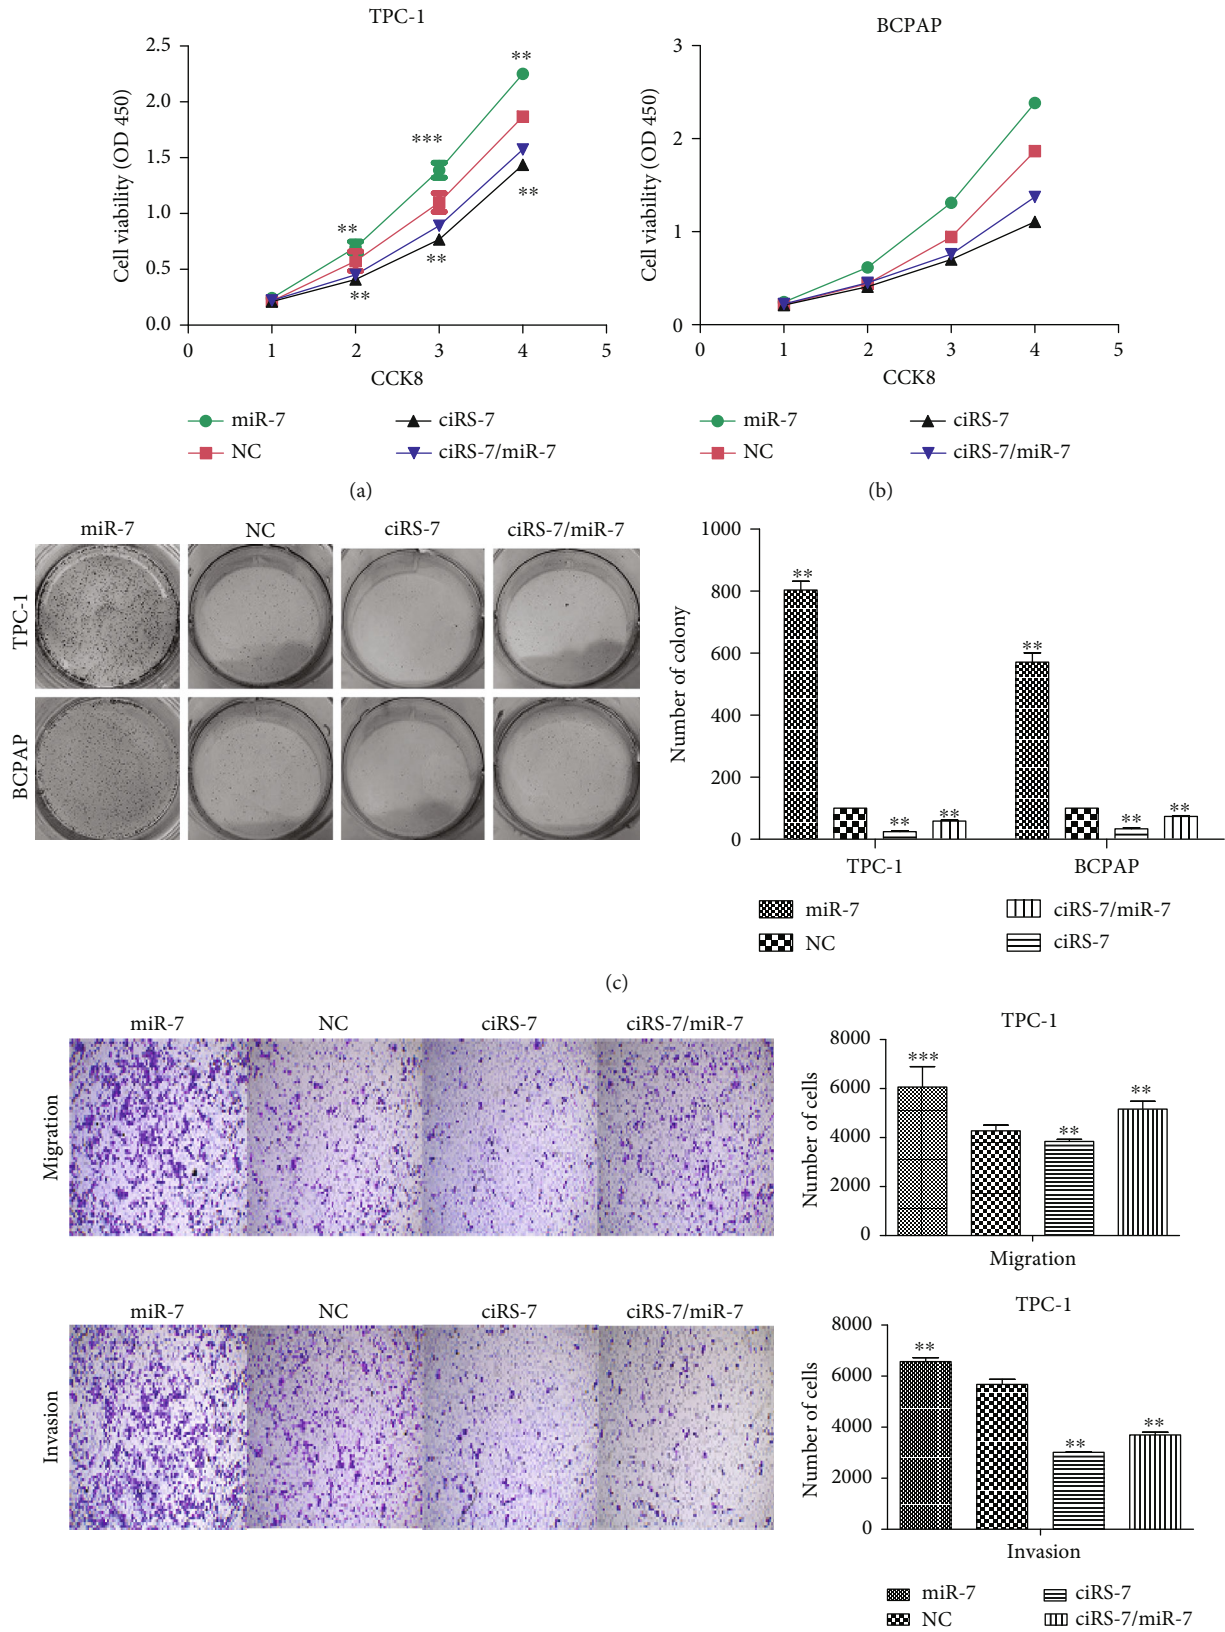 TPC-1
Cell viability (OD 450)
2.5
2.0
1.5
1.0
0.5
0.0
**
***
**
**
**
**
0 1 2 3 4 5
CCK8
miR-7
NC
ciRS-7
ciRS-7/miR-7
(a)
BCPAP
Cell viability (OD 450)
3
2
1
0
0 1 2 3 4 5
CCK8
miR-7
NC
ciRS-7
ciRS-7/miR-7
(b)
miR-7 NC ciRS-7 ciRS-7/miR-7
TPC-1
BCPAP
Number of colony
1000
800
600
400
200
0
** ** **
** ** **
TPC-1 BCPAP
miR-7
NC
ciRS-7/miR-7
ciRS-7
(c)
miR-7 NC ciRS-7 ciRS-7/miR-7
Migration
TPC-1
Number of cells
8000
6000
4000
2000
0
*** ** **
Migration
miR-7 NC ciRS-7 ciRS-7/miR-7
Invasion
TPC-1
Number of cells
8000
6000
4000
2000
0
** ** **
Invasion
miR-7
NC
ciRS-7
ciRS-7/miR-7